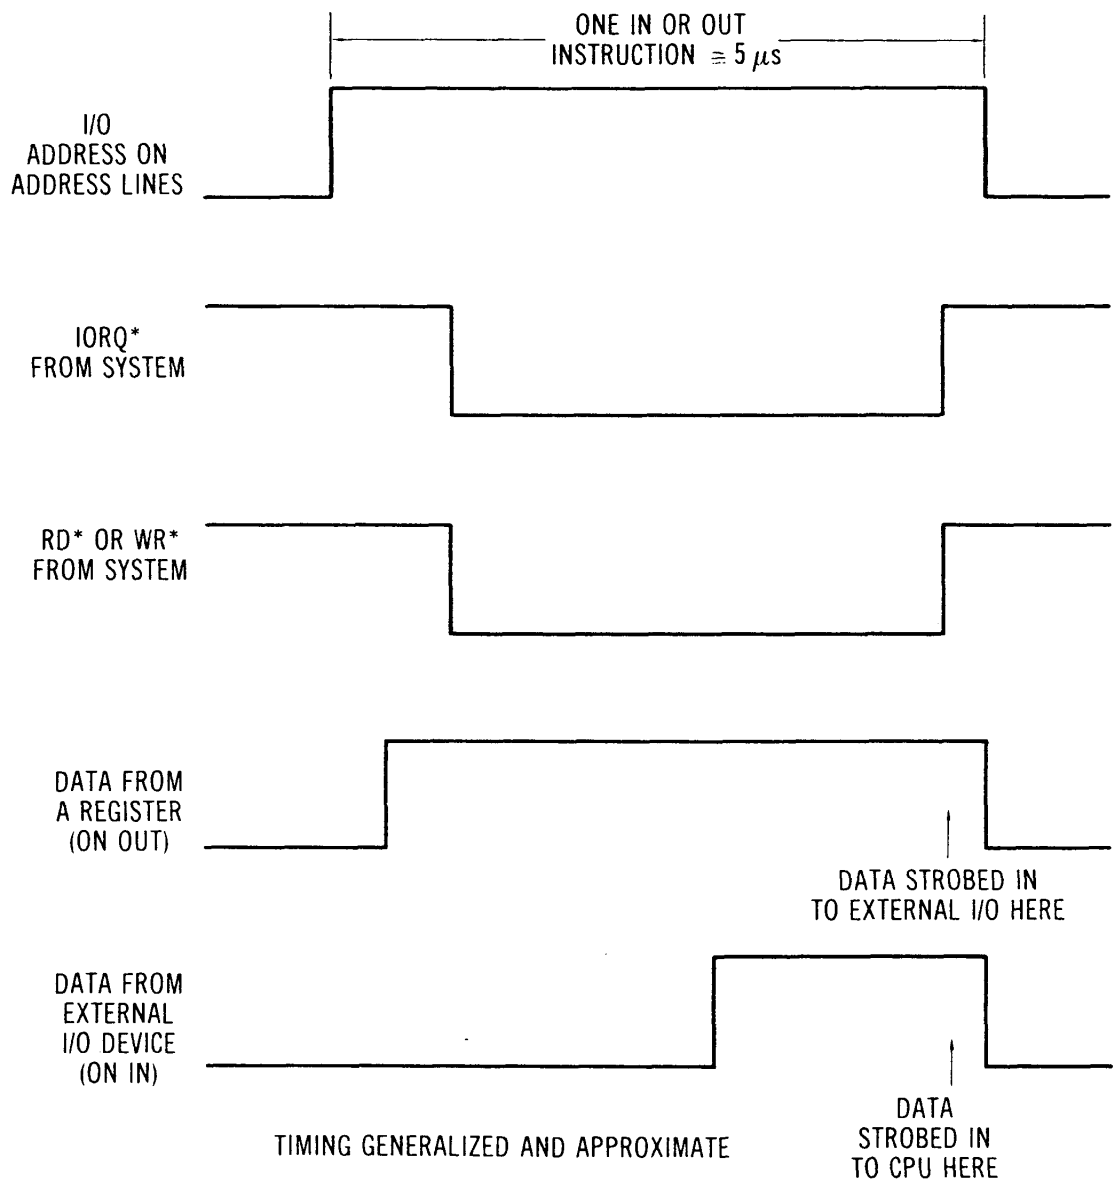 ONE IN OR OUT
INSTRUCTION ≅ 5 μs
I/O
ADDRESS ON
ADDRESS LINES
IORQ*
FROM SYSTEM
RD* OR WR*
FROM SYSTEM
DATA FROM
A REGISTER
(ON OUT)
DATA STROBED IN
TO EXTERNAL I/O HERE
DATA FROM
EXTERNAL
I/O DEVICE
(ON IN)
DATA
STROBED IN
TO CPU HERE
TIMING GENERALIZED AND APPROXIMATE